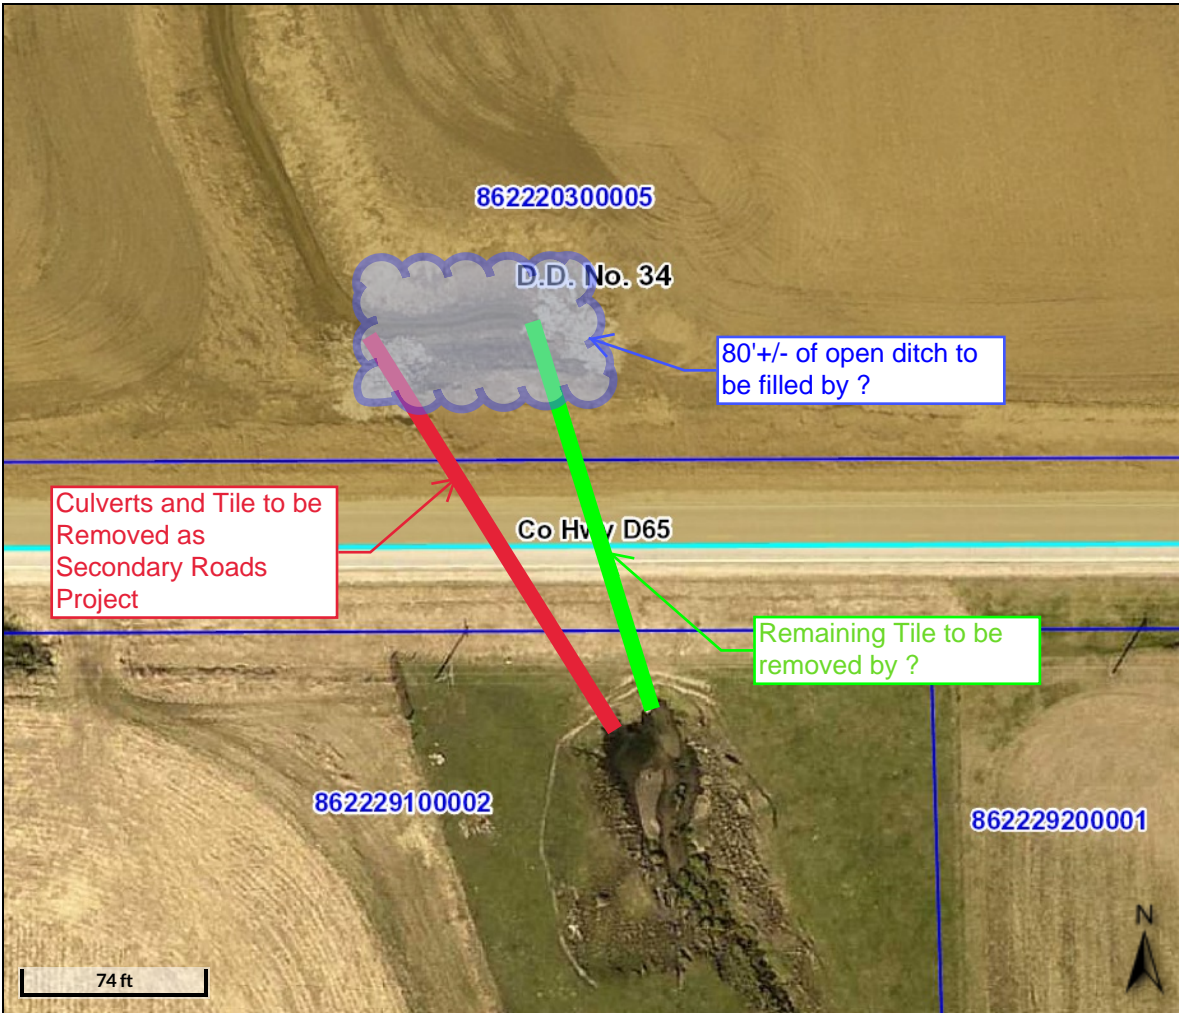 862220300005
D.D. No. 34
80'+/- of open ditch to
be filled by ?
Culverts and Tile to be
Removed as
Secondary Roads
Project
Co Hwy D65
Remaining Tile to be
removed by ?
862229100002
862229200001
N
74 ft